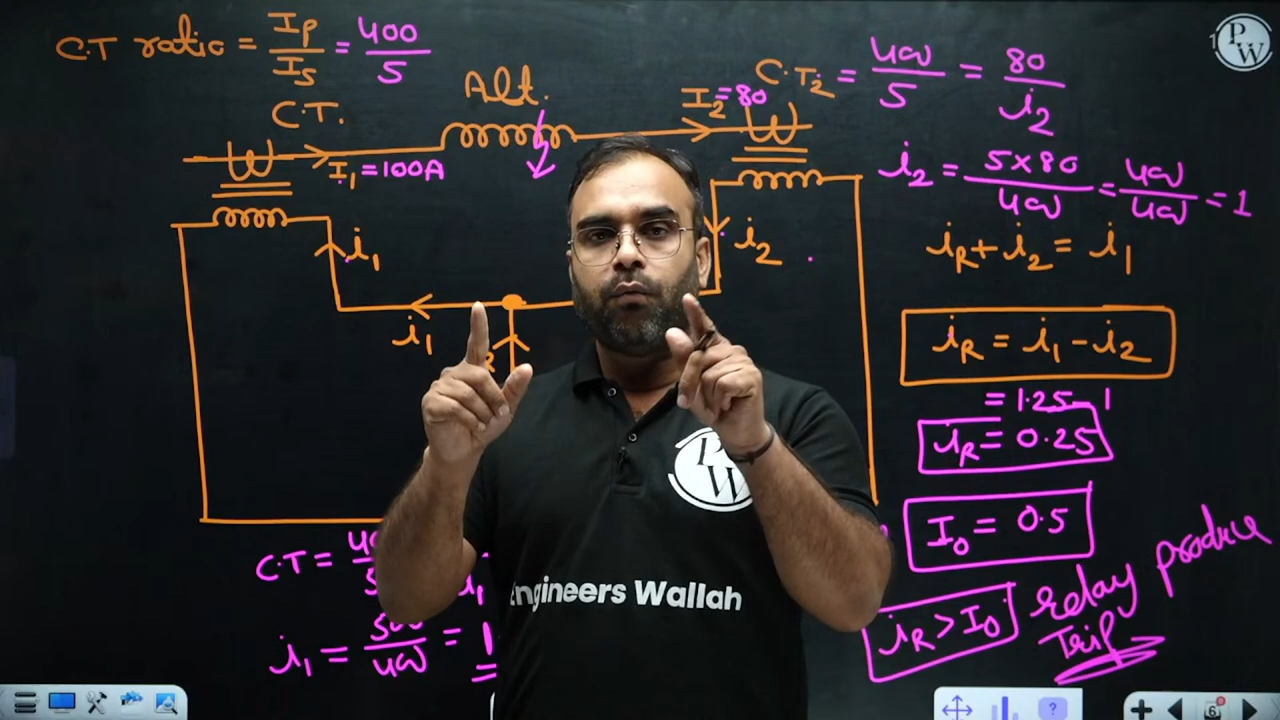 C.T ratio = Ip/Is = 400/5
C.T.
Alt.
I1 = 100A
I2 = 80
C.T2 = 400/5 = 80/i2
i2 = 5×80/400 = 400/400 = 1
iR + i2 = i1
i1
i2
i1
R
iR = i1 - i2
= 1.25 - 1
iR = 0.25
I0 = 0.5
iR > I0 relay produce Trip
C.T =
i1 = 500/400 =
PW
PW
Engineers Wallah
6
?